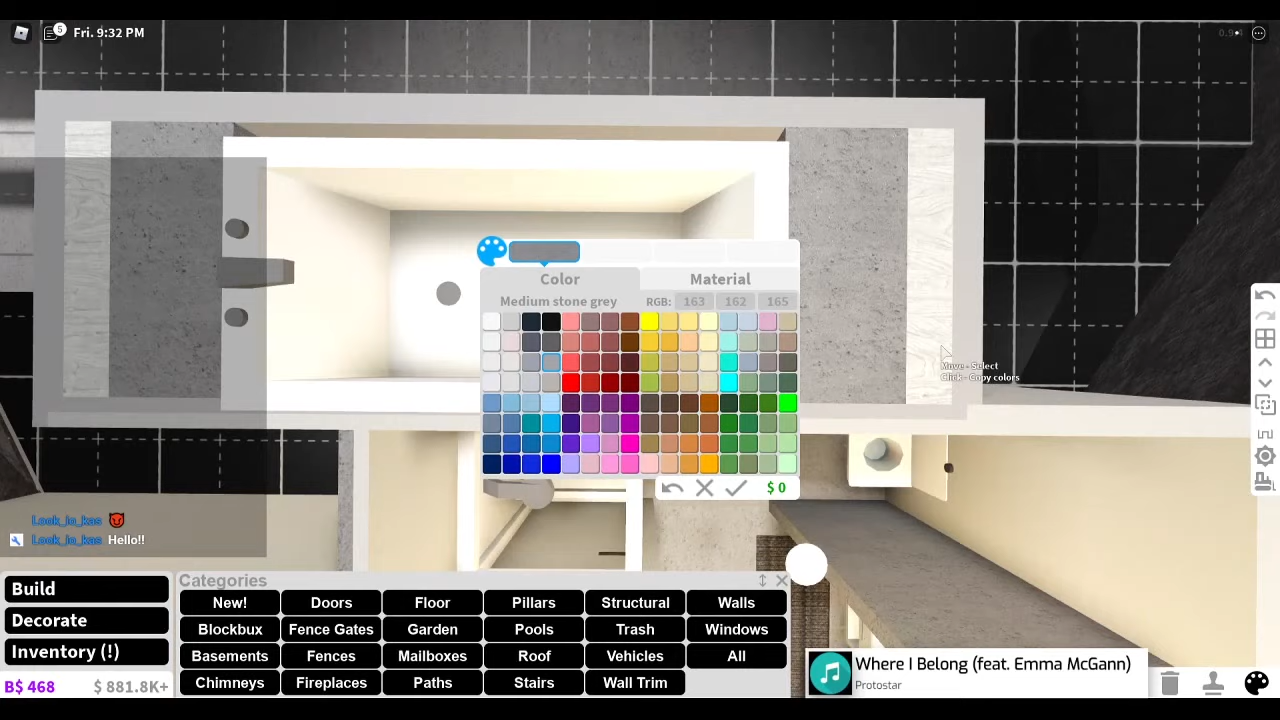 5
Fri. 9:32 PM
Color
Material
Medium stone grey
RGB: 163 162 165
Move - Select
Click - Copy colors
$ 0
Look_io_kas 😈
Look_io_kas Hello!!
Build
Decorate
Inventory (!)
B$ 468
$ 881.8K+
Categories
New!
Doors
Floor
Pillars
Structural
Walls
Blockbux
Fence Gates
Garden
Pools
Trash
Windows
Basements
Fences
Mailboxes
Roof
Vehicles
All
Chimneys
Fireplaces
Paths
Stairs
Wall Trim
Where I Belong (feat. Emma McGann)
Protostar